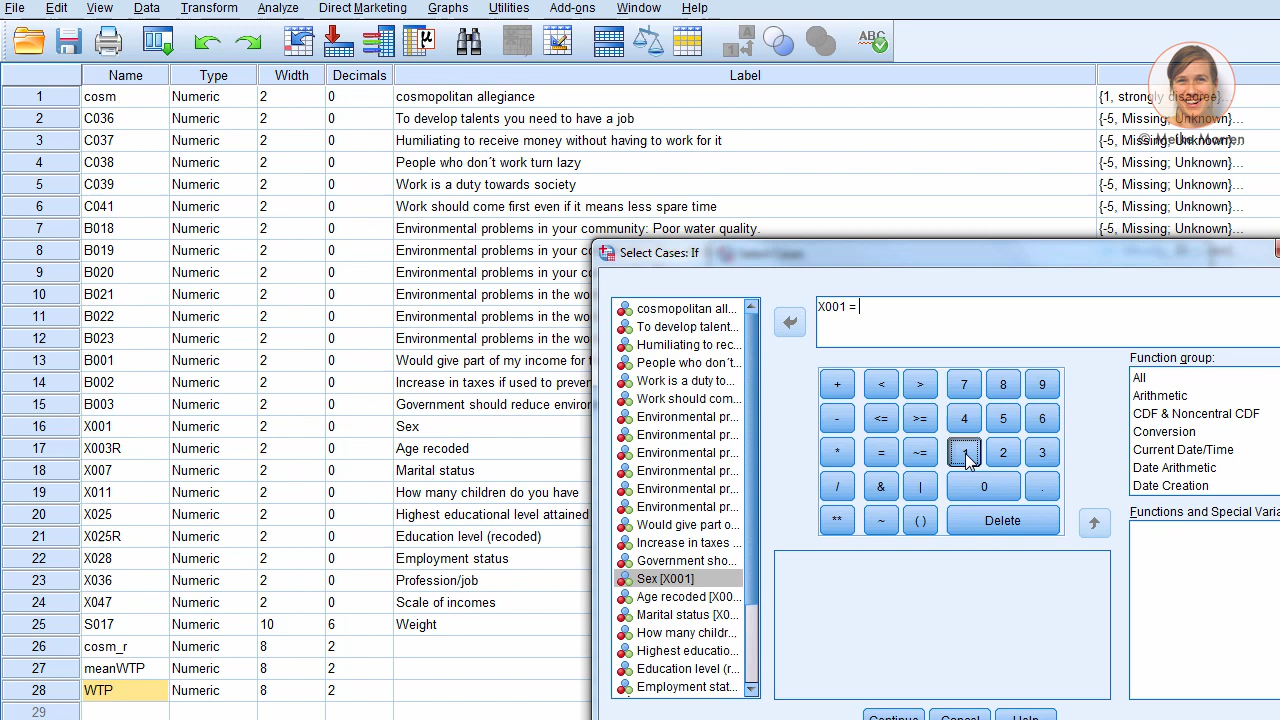 File Edit View Data Transform Analyze Direct Marketing Graphs Utilities Add-ons Window Help
Name Type Width Decimals Label
1 cosm Numeric 2 0 cosmopolitan allegiance {1, strongly disagree}...
2 C036 Numeric 2 0 To develop talents you need to have a job {-5, Missing; Unknown}...
3 C037 Numeric 2 0 Humiliating to receive money without having to work for it {-5, Missing; Unknown}...
4 C038 Numeric 2 0 People who don´t work turn lazy {-5, Missing; Unknown}...
5 C039 Numeric 2 0 Work is a duty towards society {-5, Missing; Unknown}...
6 C041 Numeric 2 0 Work should come first even if it means less spare time {-5, Missing; Unknown}...
7 B018 Numeric 2 0 Environmental problems in your community: Poor water quality. {-5, Missing; Unknown}...
8 B019 Numeric 2 0 Environmental problems in your co
9 B020 Numeric 2 0 Environmental problems in your co
10 B021 Numeric 2 0 Environmental problems in the wo
11 B022 Numeric 2 0 Environmental problems in the wo
12 B023 Numeric 2 0 Environmental problems in the wo
13 B001 Numeric 2 0 Would give part of my income for t
14 B002 Numeric 2 0 Increase in taxes if used to preven
15 B003 Numeric 2 0 Government should reduce environ
16 X001 Numeric 2 0 Sex
17 X003R Numeric 2 0 Age recoded
18 X007 Numeric 2 0 Marital status
19 X011 Numeric 2 0 How many children do you have
20 X025 Numeric 2 0 Highest educational level attained
21 X025R Numeric 2 0 Education level (recoded)
22 X028 Numeric 2 0 Employment status
23 X036 Numeric 2 0 Profession/job
24 X047 Numeric 2 0 Scale of incomes
25 S017 Numeric 10 6 Weight
26 cosm_r Numeric 8 2
27 meanWTP Numeric 8 2
28 WTP Numeric 8 2
29
Select Cases: If
cosmopolitan all...
To develop talent...
Humiliating to rec...
People who don´t...
Work is a duty to...
Work should com...
Environmental pr...
Environmental pr...
Environmental pr...
Environmental pr...
Environmental pr...
Environmental pr...
Would give part o...
Increase in taxes ...
Government sho...
Sex [X001]
Age recoded [X00...
Marital status [X0...
How many childr...
Highest educatio...
Education level (r...
Employment stat...
X001 =
+ < > 7 8 9
- <= >= 4 5 6
* = ~= 1 2 3
/ & | 0 .
** ~ ( ) Delete
Function group:
All
Arithmetic
CDF & Noncentral CDF
Conversion
Current Date/Time
Date Arithmetic
Date Creation
Functions and Special Varia
Continue Cancel Help